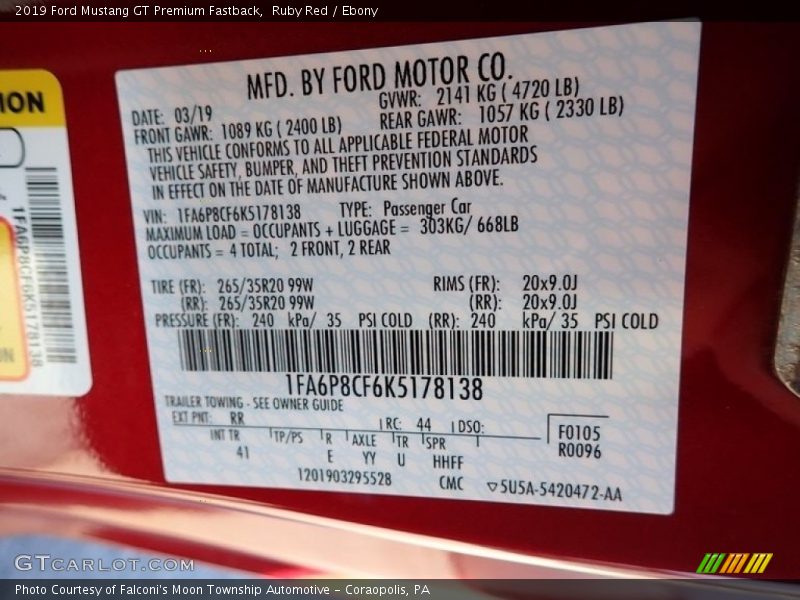 2019 Ford Mustang GT Premium Fastback,  Ruby Red / Ebony
ION
1FA6P8CF6K5178138
MFD. BY FORD MOTOR CO.
DATE: 03/19 GVWR: 2141 KG ( 4720 LB)
FRONT GAWR: 1089 KG ( 2400 LB) REAR GAWR: 1057 KG ( 2330 LB)
THIS VEHICLE CONFORMS TO ALL APPLICABLE FEDERAL MOTOR
VEHICLE SAFETY, BUMPER, AND THEFT PREVENTION STANDARDS
IN EFFECT ON THE DATE OF MANUFACTURE SHOWN ABOVE.
VIN: 1FA6P8CF6K5178138 TYPE: Passenger Car
MAXIMUM LOAD = OCCUPANTS + LUGGAGE = 303KG/ 668LB
OCCUPANTS = 4 TOTAL; 2 FRONT, 2 REAR
TIRE (FR): 265/35R20 99W RIMS (FR): 20x9.0J
(RR): 265/35R20 99W (RR): 20x9.0J
PRESSURE (FR): 240 kPa/ 35 PSI COLD (RR): 240 kPa/ 35 PSI COLD
1FA6P8CF6K5178138
TRAILER TOWING - SEE OWNER GUIDE
EXT PNT: RR RC: 44 DSO:
INT TR TP/PS R AXLE TR SPR
41 E YY U HHFF
F0105
R0096
1201903295528 CMC ▽5U5A-5420472-AA
GTCARLOT.COM
Photo Courtesy of Falconi's Moon Township Automotive - Coraopolis, PA